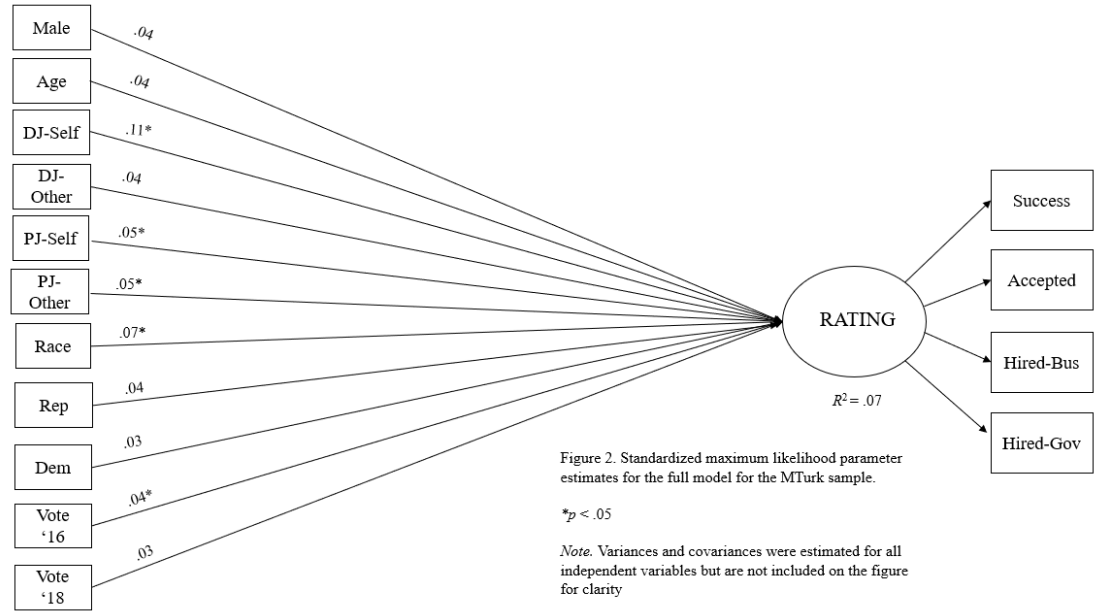 Male
.04
Age
.04
DJ-Self
.11*
DJ-
Other
.04
PJ-Self
.05*
PJ-
Other
.05*
Race
.07*
Rep
.04
Dem
.03
Vote
‘16
.04*
Vote
‘18
.03
RATING
R² = .07
Success
Accepted
Hired-Bus
Hired-Gov
Figure 2. Standardized maximum likelihood parameter
estimates for the full model for the MTurk sample.
*p < .05
Note. Variances and covariances were estimated for all
independent variables but are not included on the figure
for clarity